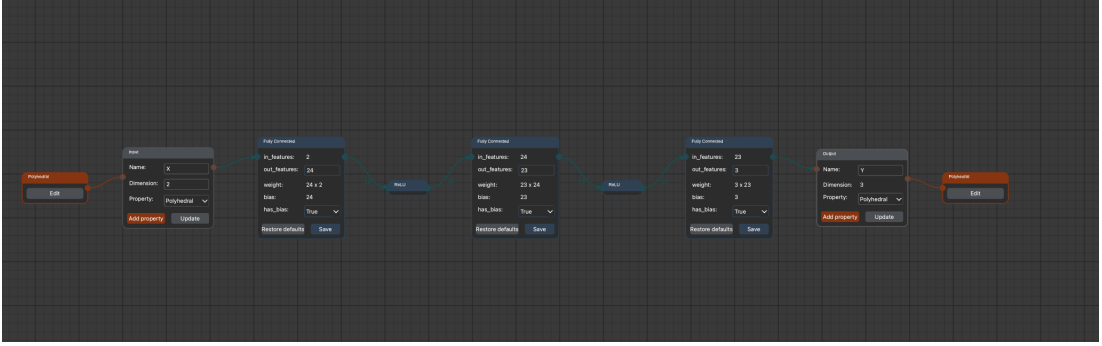 Polyhedral
Edit
Input
Name: X
Dimension: 2
Property: Polyhedral
Add property Update
Fully Connected
in_features: 2
out_features: 24
weight: 24 x 2
bias: 24
has_bias: True
Restore defaults Save
ReLU
Fully Connected
in_features: 24
out_features: 23
weight: 23 x 24
bias: 23
has_bias: True
Restore defaults Save
ReLU
Fully Connected
in_features: 23
out_features: 3
weight: 3 x 23
bias: 3
has_bias: True
Restore defaults Save
Output
Name: Y
Dimension: 3
Property: Polyhedral
Add property Update
Polyhedral
Edit